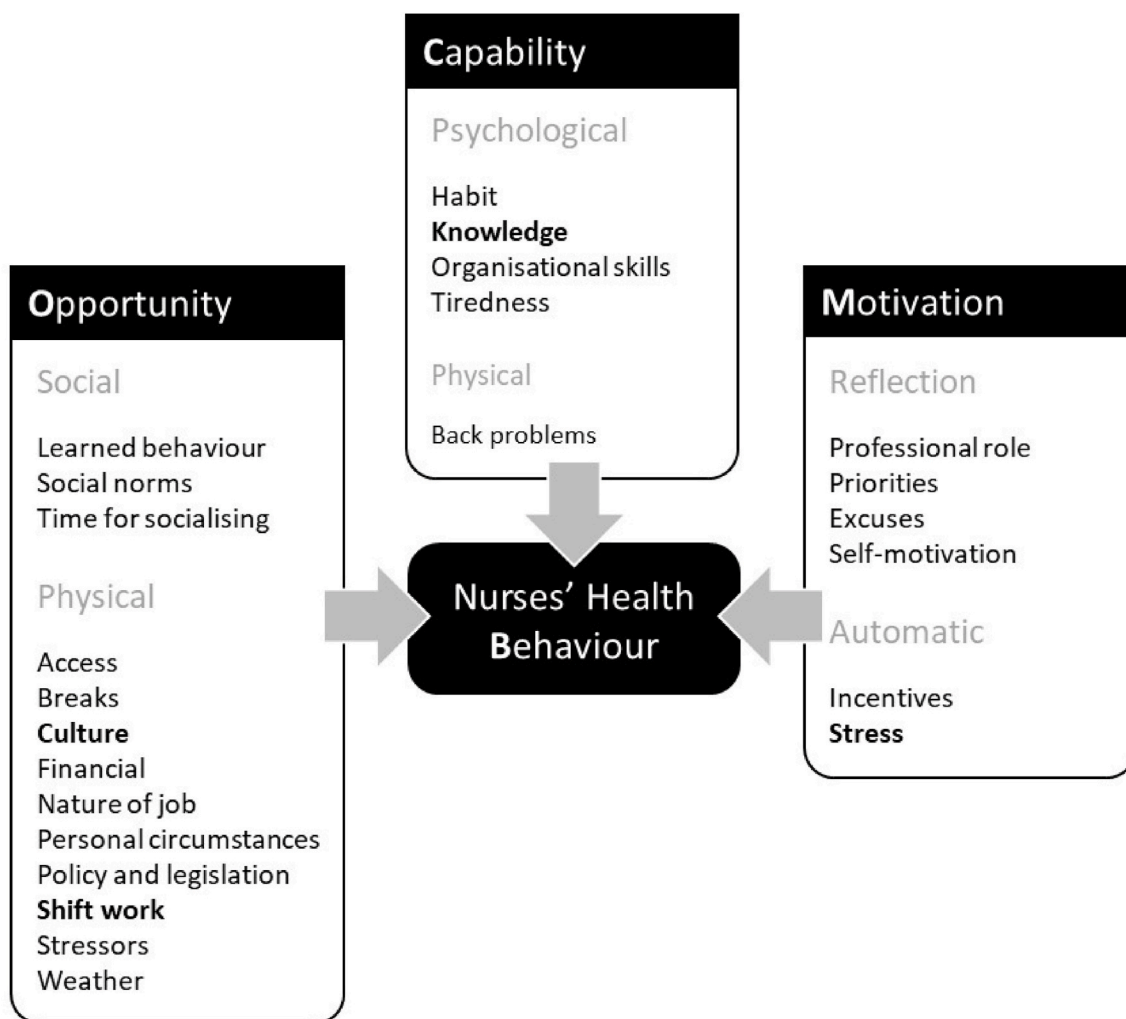 Capability
Psychological
Habit
Knowledge
Organisational skills
Tiredness
Physical
Back problems
Opportunity
Social
Learned behaviour
Social norms
Time for socialising
Physical
Access
Breaks
Culture
Financial
Nature of job
Personal circumstances
Policy and legislation
Shift work
Stressors
Weather
Nurses’ Health
Behaviour
Motivation
Reflection
Professional role
Priorities
Excuses
Self-motivation
Automatic
Incentives
Stress